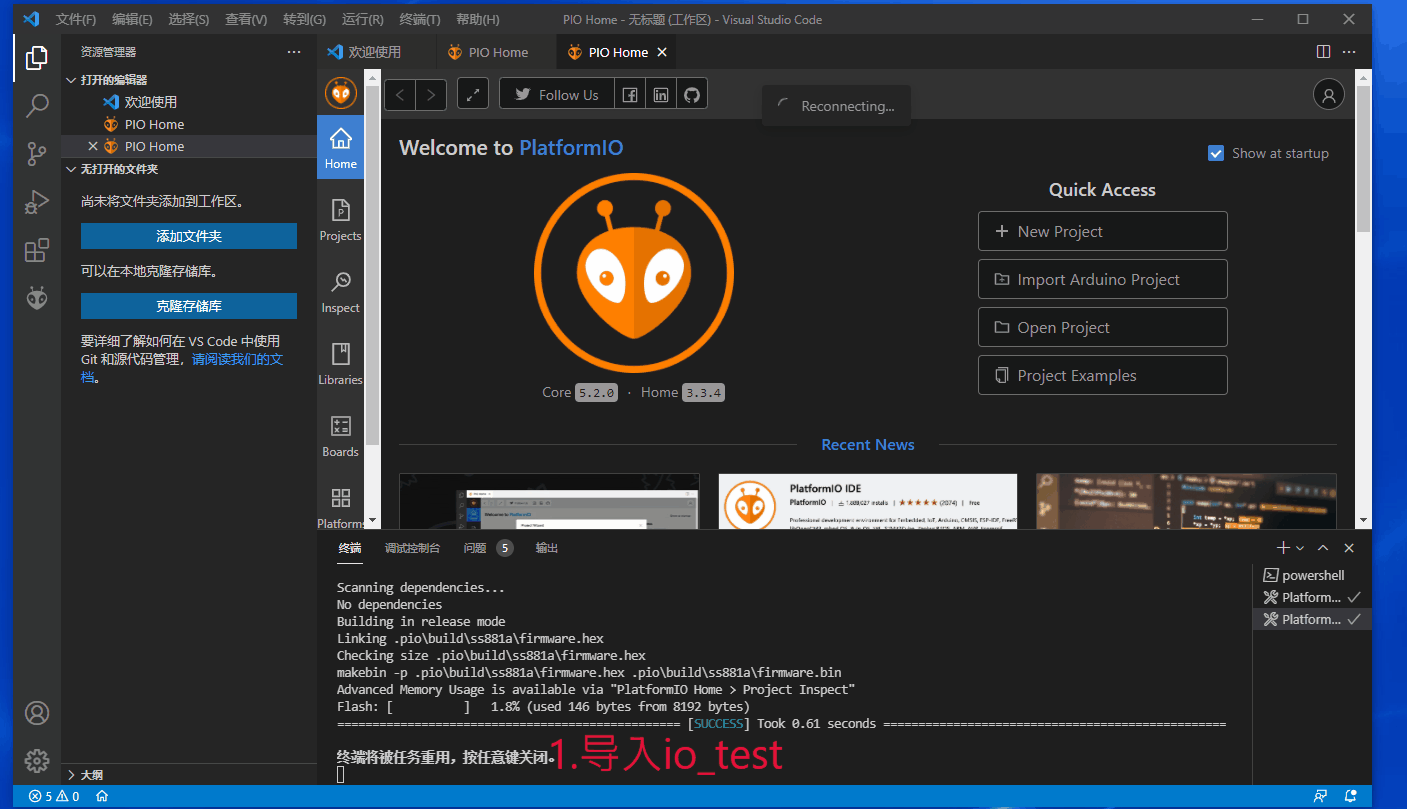 文件(F) 编辑(E) 选择(S) 查看(V) 转到(G) 运行(R) 终端(T) 帮助(H) PIO Home - 无标题 (工作区) - Visual Studio Code
资源管理器 ···
打开的编辑器
欢迎使用
PIO Home
PIO Home
无打开的文件夹
尚未将文件夹添加到工作区。
添加文件夹
可以在本地克隆存储库。
克隆存储库
要详细了解如何在 VS Code 中使用
Git 和源代码管理，请阅读我们的文
档。
大纲
欢迎使用 PIO Home PIO Home
Home
Projects
Inspect
Libraries
Boards
Platforms
Follow Us
Reconnecting...
Welcome to PlatformIO
Show at startup
Core 5.2.0 · Home 3.3.4
Quick Access
New Project
Import Arduino Project
Open Project
Project Examples
Recent News
PlatformIO IDE
终端 调试控制台 问题 5 输出
Scanning dependencies...
No dependencies
Building in release mode
Linking .pio\build\ss881a\firmware.hex
Checking size .pio\build\ss881a\firmware.hex
makebin -p .pio\build\ss881a\firmware.hex .pio\build\ss881a\firmware.bin
Advanced Memory Usage is available via "PlatformIO Home > Project Inspect"
Flash: [          ]   1.8% (used 146 bytes from 8192 bytes)
============================================= [SUCCESS] Took 0.61 seconds =============================================
终端将被任务重用，按任意键关闭。
1.导入io_test
powershell
Platform...
Platform...
5 0